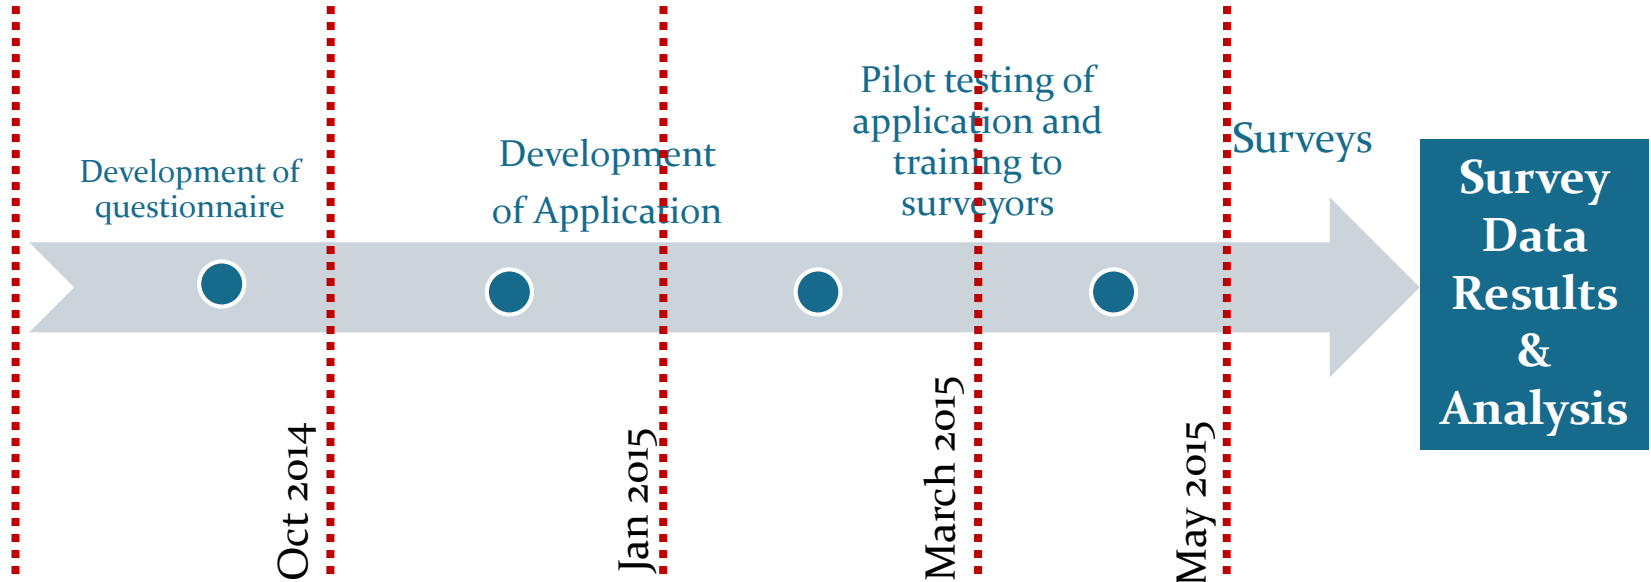 Development of
questionnaire
Development
of Application
Pilot testing of
application and
training to
surveyors
Surveys
Survey
Data
Results
&
Analysis
Oct 2014
Jan 2015
March 2015
May 2015